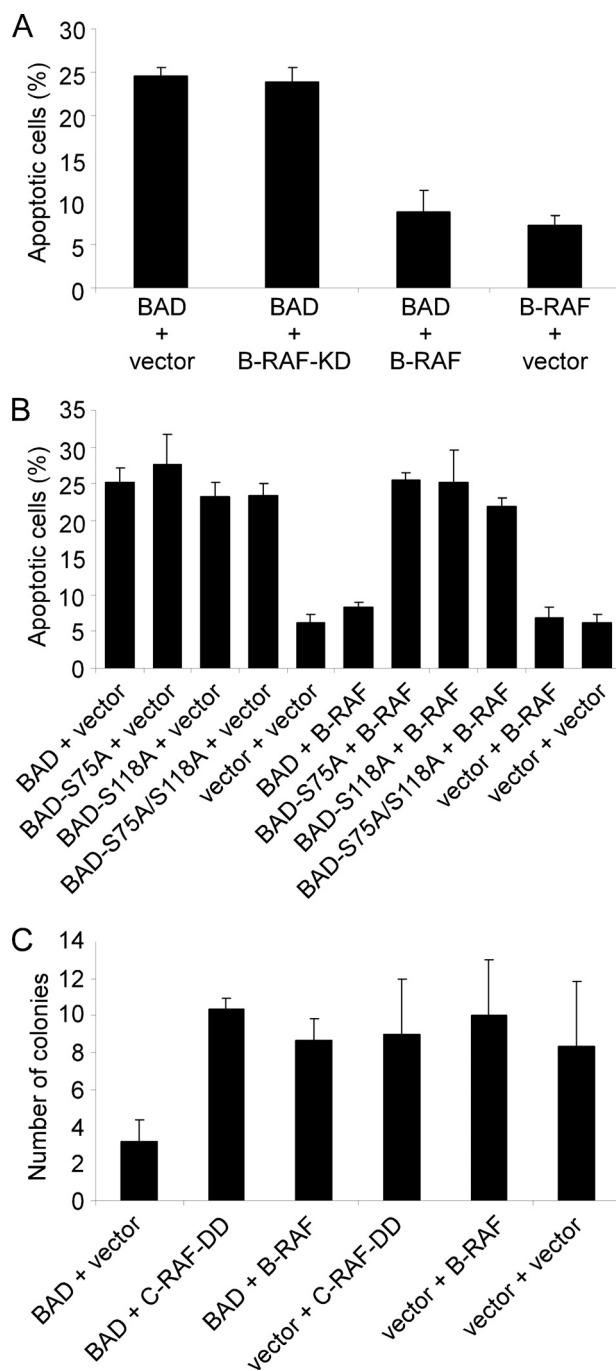 A
Apoptotic cells (%)
30
25
20
15
10
5
0
BAD + vector
BAD + B-RAF-KD
BAD + B-RAF
B-RAF + vector
B
Apoptotic cells (%)
35
30
25
20
15
10
5
0
BAD + vector
BAD-S75A + vector
BAD-S118A + vector
BAD-S75A/S118A + vector
vector + vector
BAD + B-RAF
BAD-S75A + B-RAF
BAD-S118A + B-RAF
BAD-S75A/S118A + B-RAF
vector + B-RAF
vector + vector
C
Number of colonies
14
12
10
8
6
4
2
0
BAD + vector
BAD + C-RAF-DD
BAD + B-RAF
vector + C-RAF-DD
vector + B-RAF
vector + vector